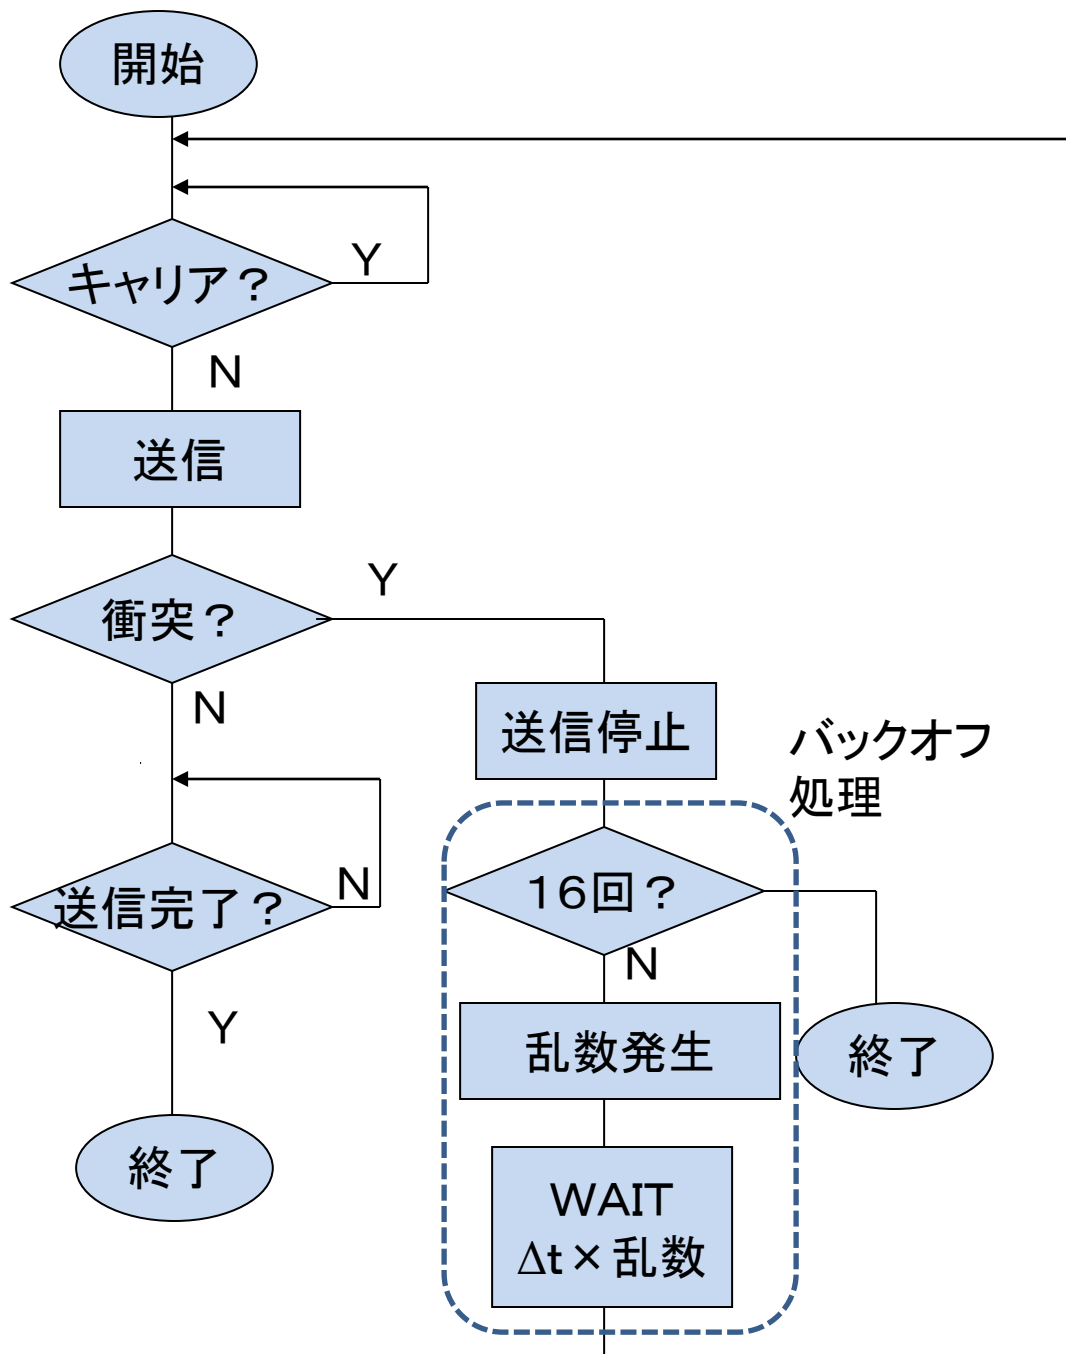 開始
キャリア？
Y
N
送信
衝突？
Y
N
送信停止
バックオフ
処理
送信完了？
N
16回？
N
Y
乱数発生
終了
終了
WAIT
Δt×乱数